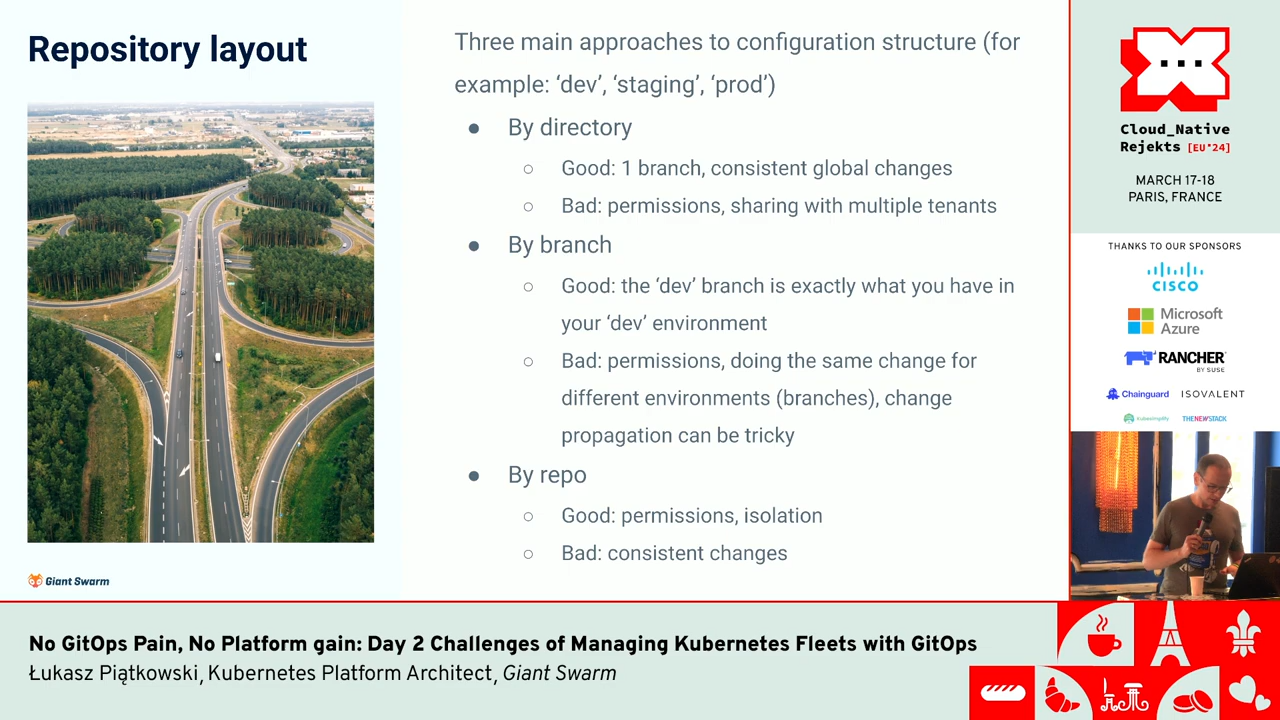 Repository layout
Giant Swarm
Three main approaches to configuration structure (for
example: ‘dev’, ‘staging’, ‘prod’)
● By directory
○ Good: 1 branch, consistent global changes
○ Bad: permissions, sharing with multiple tenants
● By branch
○ Good: the ‘dev’ branch is exactly what you have in
your ‘dev’ environment
○ Bad: permissions, doing the same change for
different environments (branches), change
propagation can be tricky
● By repo
○ Good: permissions, isolation
○ Bad: consistent changes
Cloud_Native
Rejekts [EU*24]
MARCH 17-18
PARIS, FRANCE
THANKS TO OUR SPONSORS
CISCO
Microsoft
Azure
RANCHER
BY SUSE
Chainguard ISOVALENT
kubesimplify THENEWSTACK
No GitOps Pain, No Platform gain: Day 2 Challenges of Managing Kubernetes Fleets with GitOps
Łukasz Piątkowski, Kubernetes Platform Architect, Giant Swarm